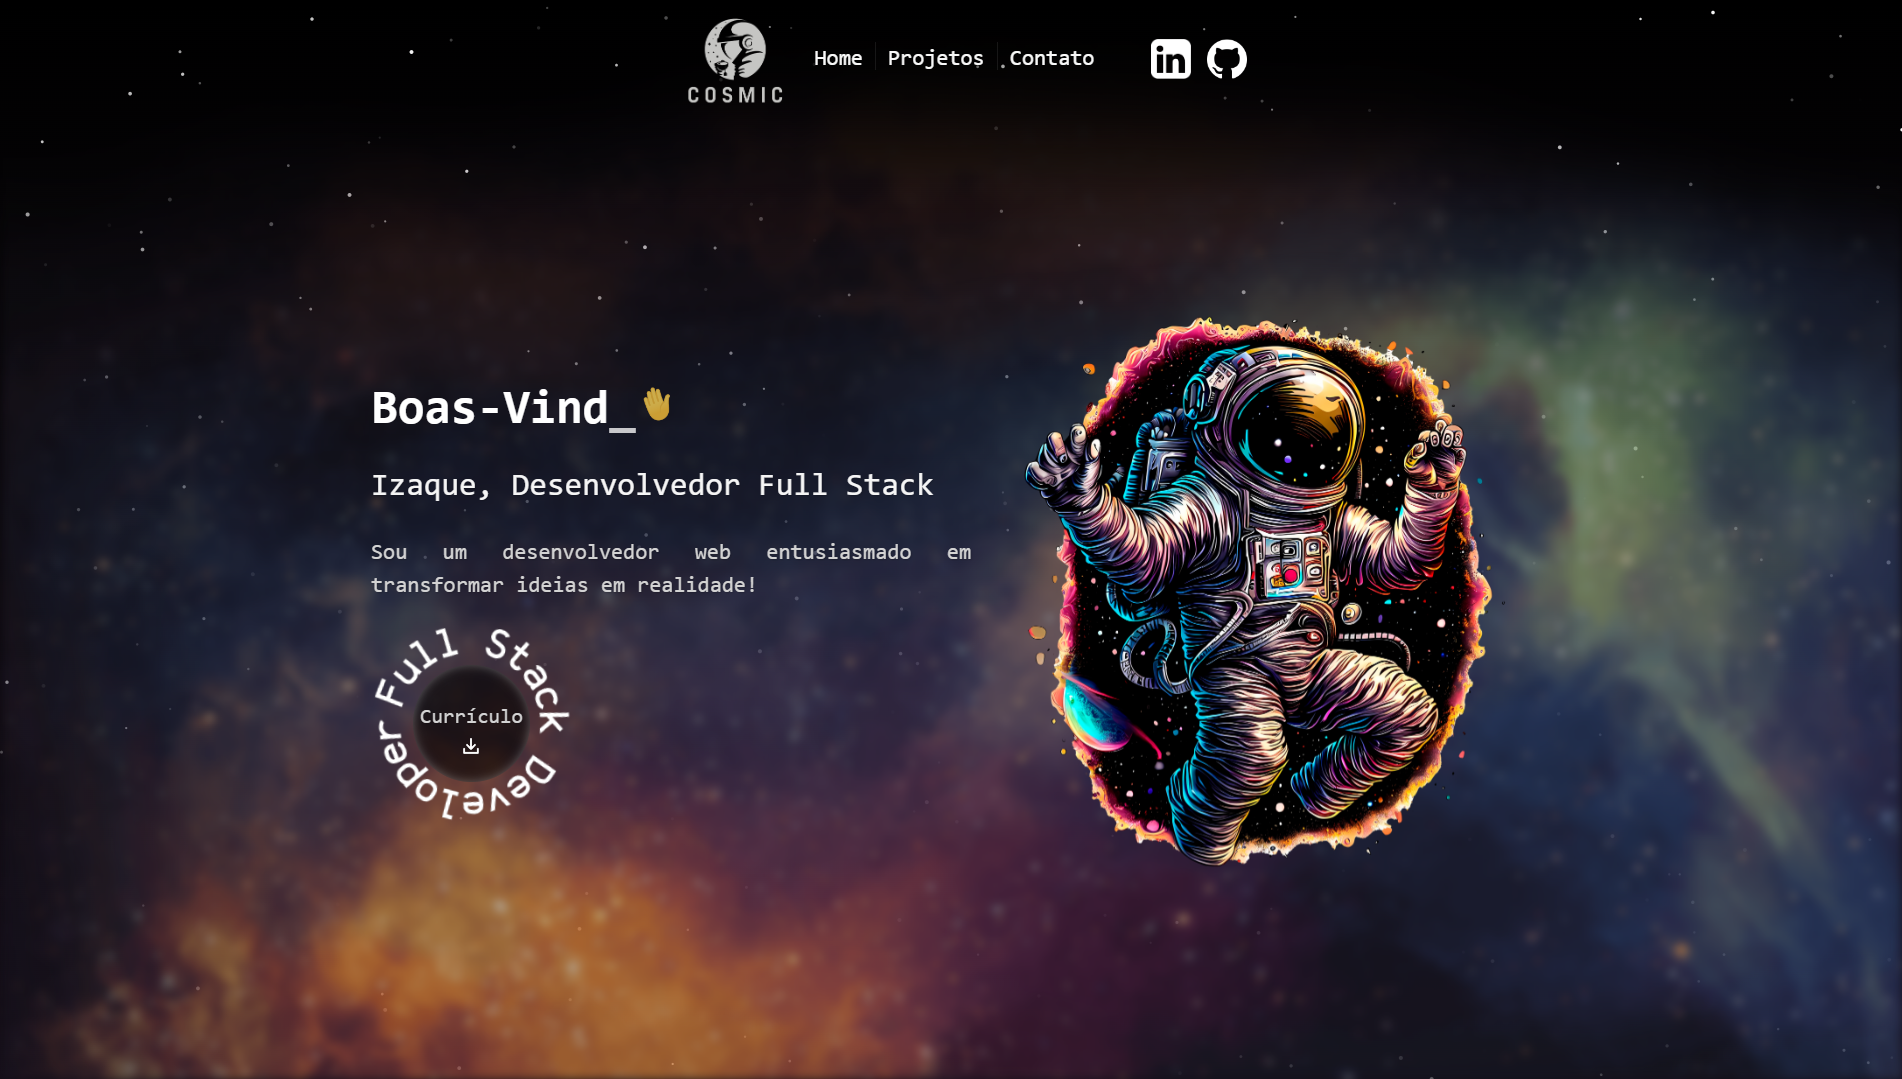 COSMIC
Home Projetos Contato
Boas-Vind_👋
Izaque, Desenvolvedor Full Stack
Sou um desenvolvedor web entusiasmado em
transformar ideias em realidade!
Full Stack Developer
Currículo